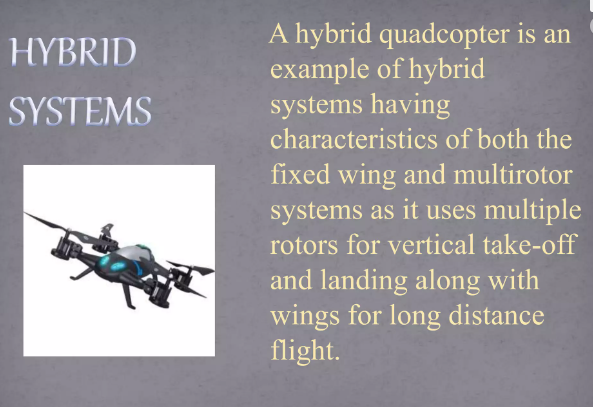 HYBRID
SYSTEMS
A hybrid quadcopter is an
example of hybrid
systems having
characteristics of both the
fixed wing and multirotor
systems as it uses multiple
rotors for vertical take-off
and landing along with
wings for long distance
flight.